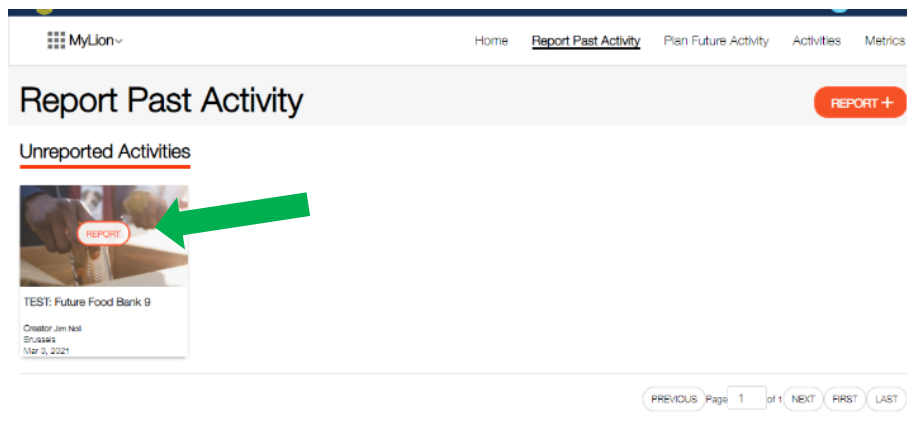 MyLion
Home Report Past Activity Plan Future Activity Activities Metrics
Report Past Activity
REPORT +
Unreported Activities
REPORT
TEST: Future Food Bank 9
Creator Jim Noll
Brussels
Mar 3, 2021
PREVIOUS Page 1 of 1 NEXT FIRST LAST